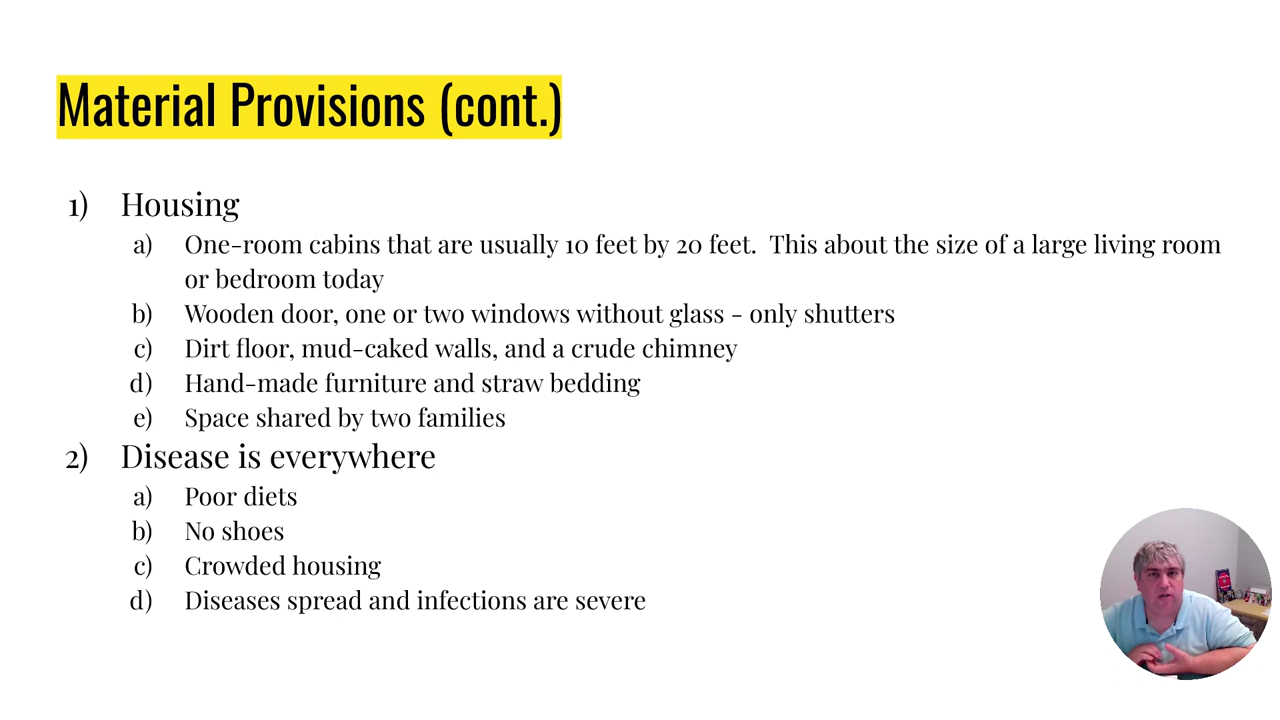 Material Provisions (cont.)
1) Housing
a) One-room cabins that are usually 10 feet by 20 feet.  This about the size of a large living room
or bedroom today
b) Wooden door, one or two windows without glass - only shutters
c) Dirt floor, mud-caked walls, and a crude chimney
d) Hand-made furniture and straw bedding
e) Space shared by two families
2) Disease is everywhere
a) Poor diets
b) No shoes
c) Crowded housing
d) Diseases spread and infections are severe